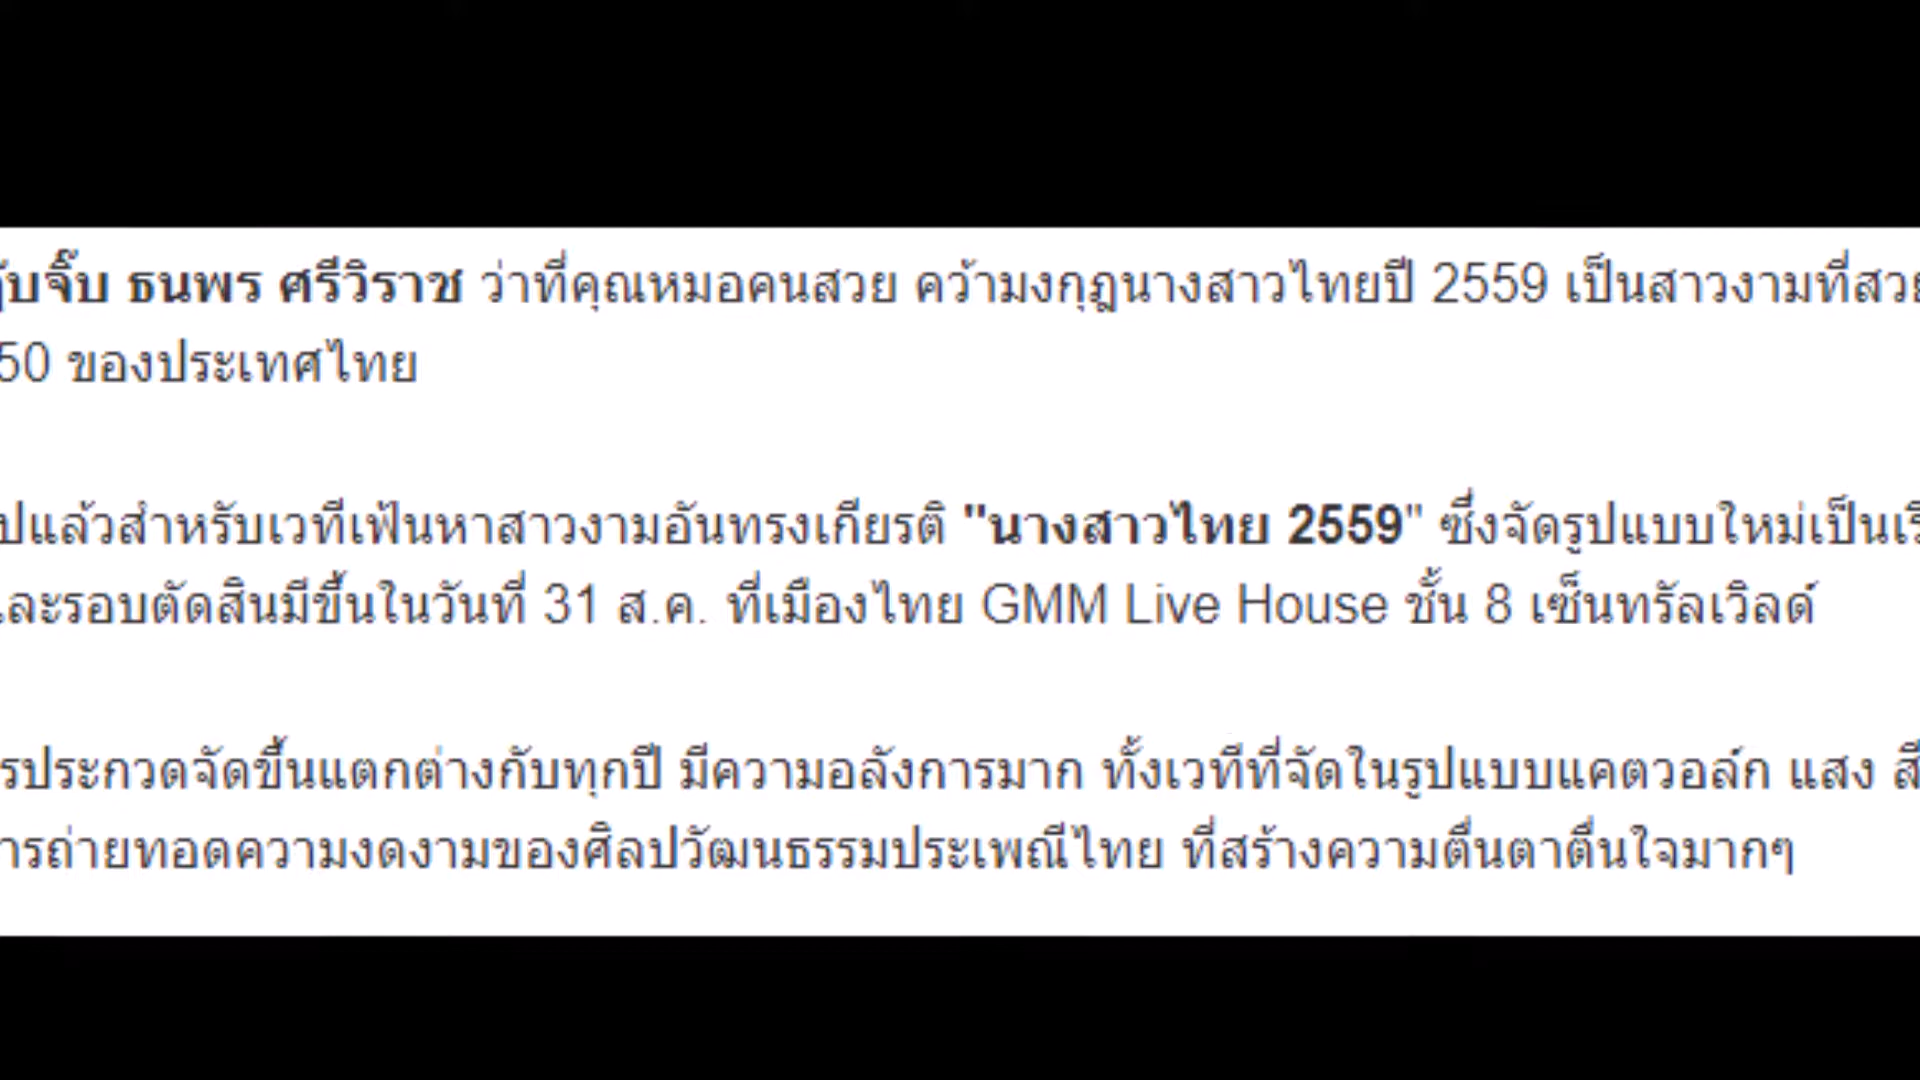 จิ๊บ ธนพร ศรีวิราช ว่าที่คุณหมอคนสวย คว้ามงกุฎนางสาวไทยปี 2559 เป็นสาวงามที่สวย
50 ของประเทศไทย
ปแล้วสำหรับเวทีเฟ้นหาสาวงามอันทรงเกียรติ "นางสาวไทย 2559" ซึ่งจัดรูปแบบใหม่เป็น
และรอบตัดสินมีขึ้นในวันที่ 31 ส.ค. ที่เมืองไทย GMM Live House ชั้น 8 เซ็นทรัลเวิลด์
รประกวดจัดขึ้นแตกต่างกับทุกปี มีความอลังการมาก ทั้งเวทีที่จัดในรูปแบบแคตวอล์ก แสง สี
ารถ่ายทอดความงดงามของศิลปวัฒนธรรมประเพณีไทย ที่สร้างความตื่นตาตื่นใจมากๆ